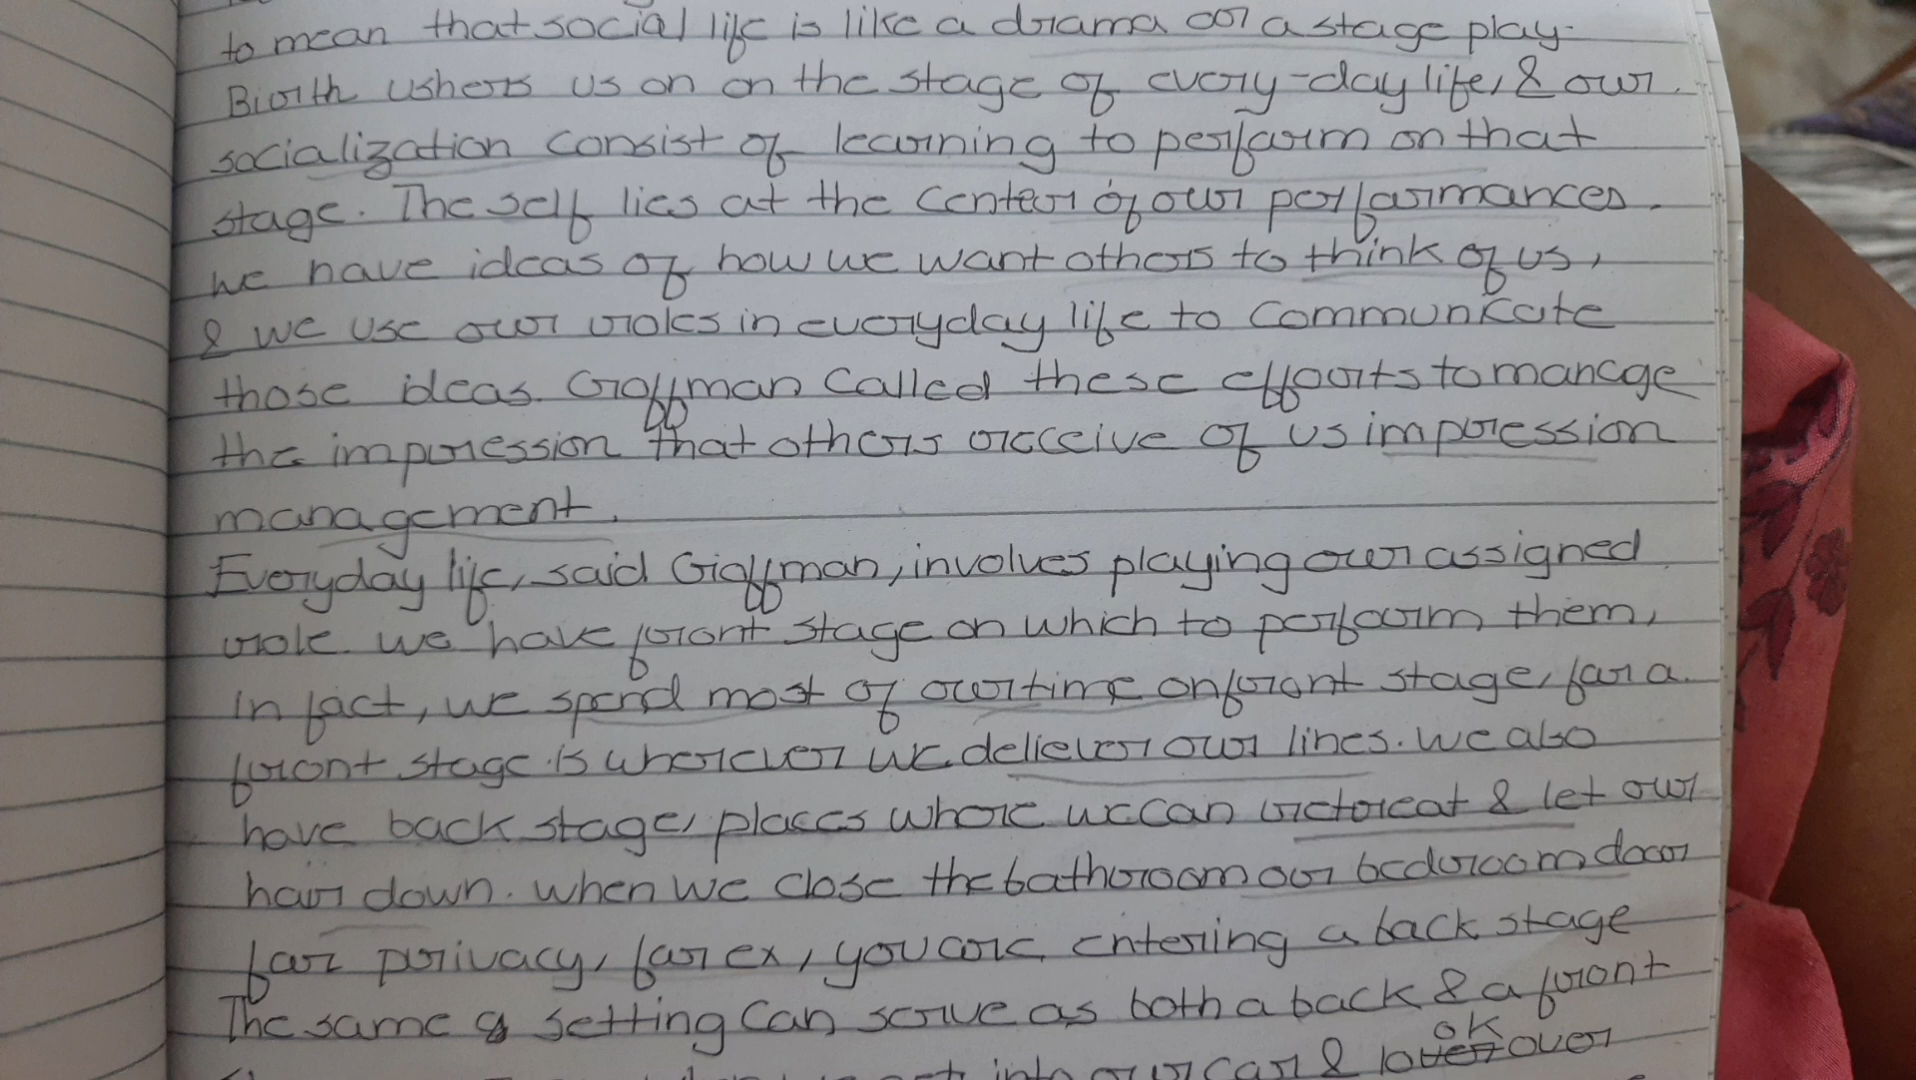 to mean that social life is like a drama or a stage play.
Birth ushers us on on the stage of every-day life, & our
socialization consist of learning to perform on that
stage. The self lies at the center of our performances.
we have ideas of how we want others to think of us,
& we use our roles in everyday life to communicate
those ideas. Goffman called these efforts to manage
the impression that others receive of us impression
management.
Everyday life, said Goffman, involves playing our assigned
role. we have front stage on which to perform them,
In fact, we spend most of our time on front stage, for a
front stage is wherever we deliever our lines. we also
have back stage, places where we can retreat & let our
hair down. when we close the bathroom or bedroom door
for privacy, for ex, you are entering a back stage
The same setting can serve as both a back & a front
into our car & look over